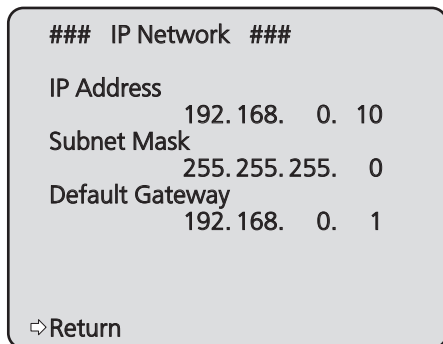 ### IP Network ###
IP Address
192.168. 0. 10
Subnet Mask
255.255.255. 0
Default Gateway
192.168. 0. 1
⇨Return